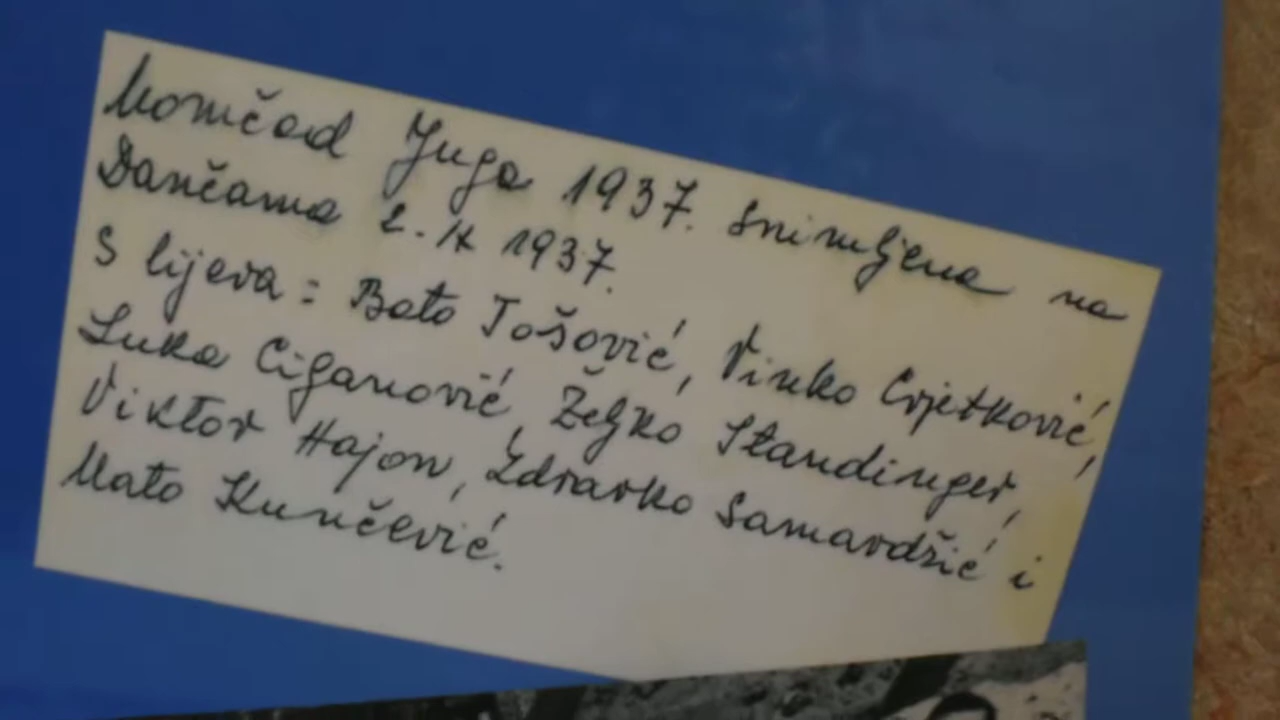 Momčad Juga 1937. snimljena na
Dančama 2. IX 1937.
S lijeva: Bato Tošović, Vinko Cvjetković,
Luka Ciganović, Željko Standinger,
Viktor Hajon, Zdravko Samardžić i
Mato Kunčević.